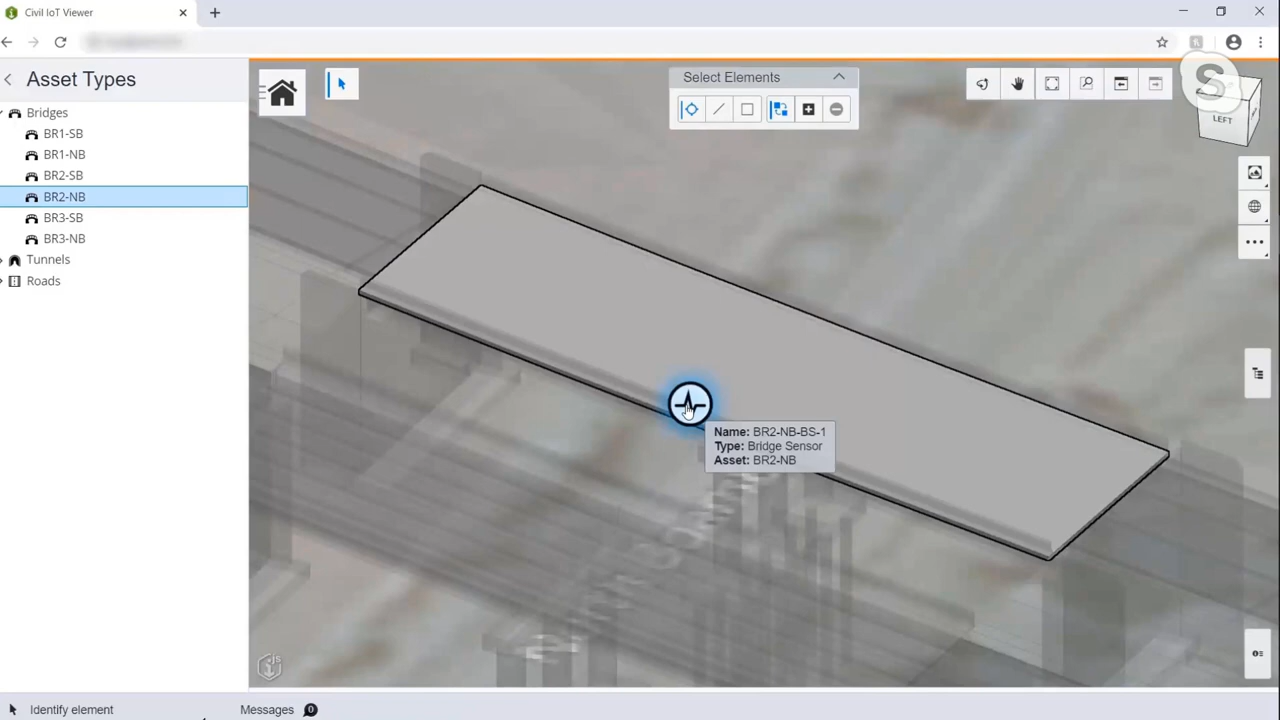 Civil IoT Viewer
Asset Types
Bridges
BR1-SB
BR1-NB
BR2-SB
BR2-NB
BR3-SB
BR3-NB
Tunnels
Roads
Select Elements
LEFT
Name: BR2-NB-BS-1
Type: Bridge Sensor
Asset: BR2-NB
Identify element
Messages 0